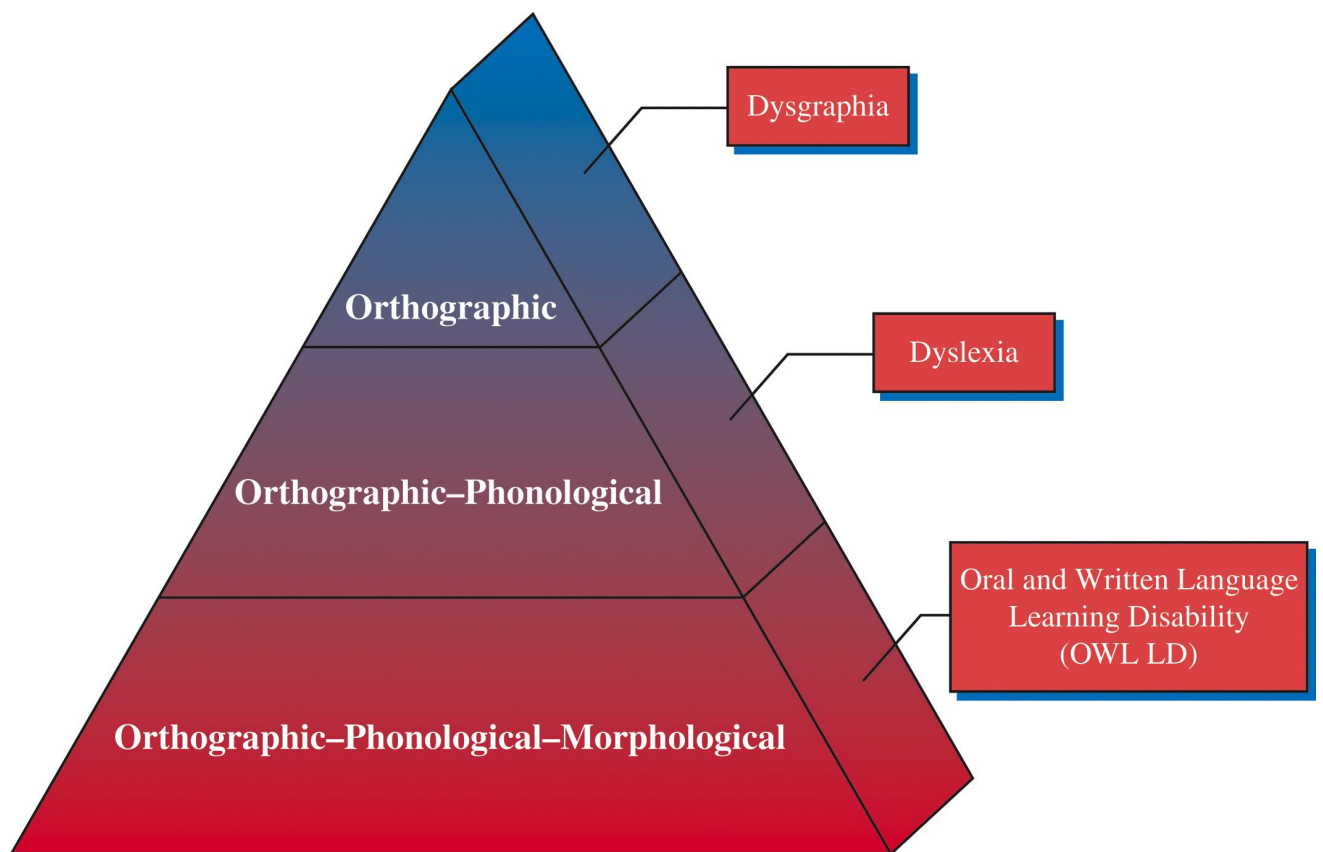 Dysgraphia
Orthographic
Dyslexia
Orthographic–Phonological
Oral and Written Language
Learning Disability
(OWL LD)
Orthographic–Phonological–Morphological